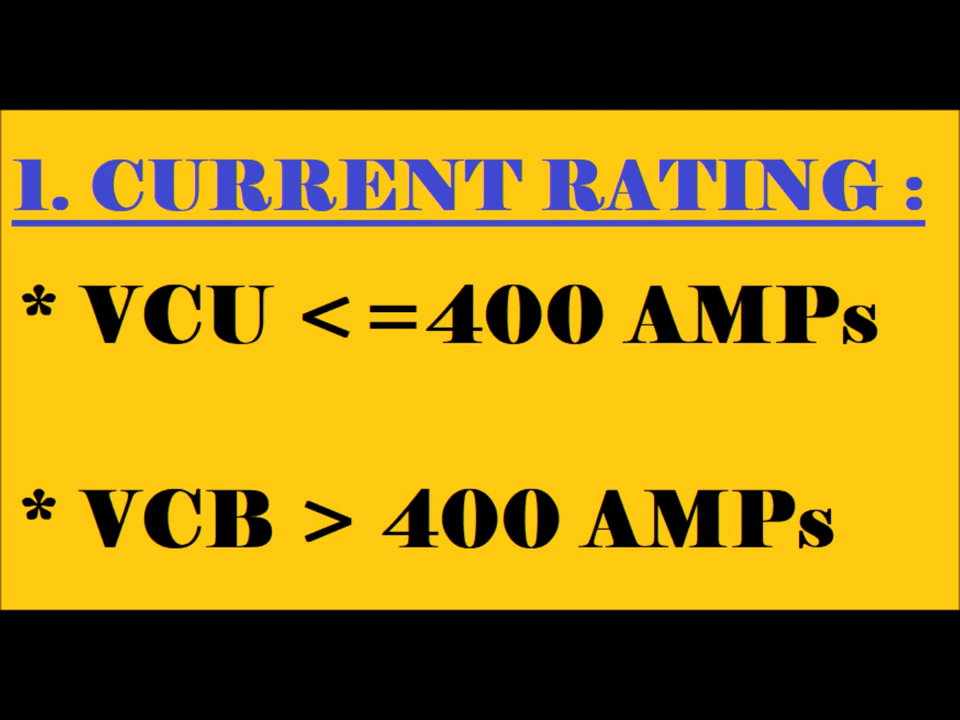 1. CURRENT RATING :
* VCU <=400 AMPs
* VCB > 400 AMPs